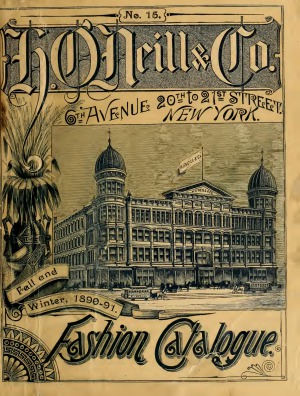 No. 15.
H. O'Neill & Co.
6TH AVENUE, 20TH TO 21ST STREET,
NEW YORK.
Fall and
Winter, 1890-91.
Fashion Catalogue.